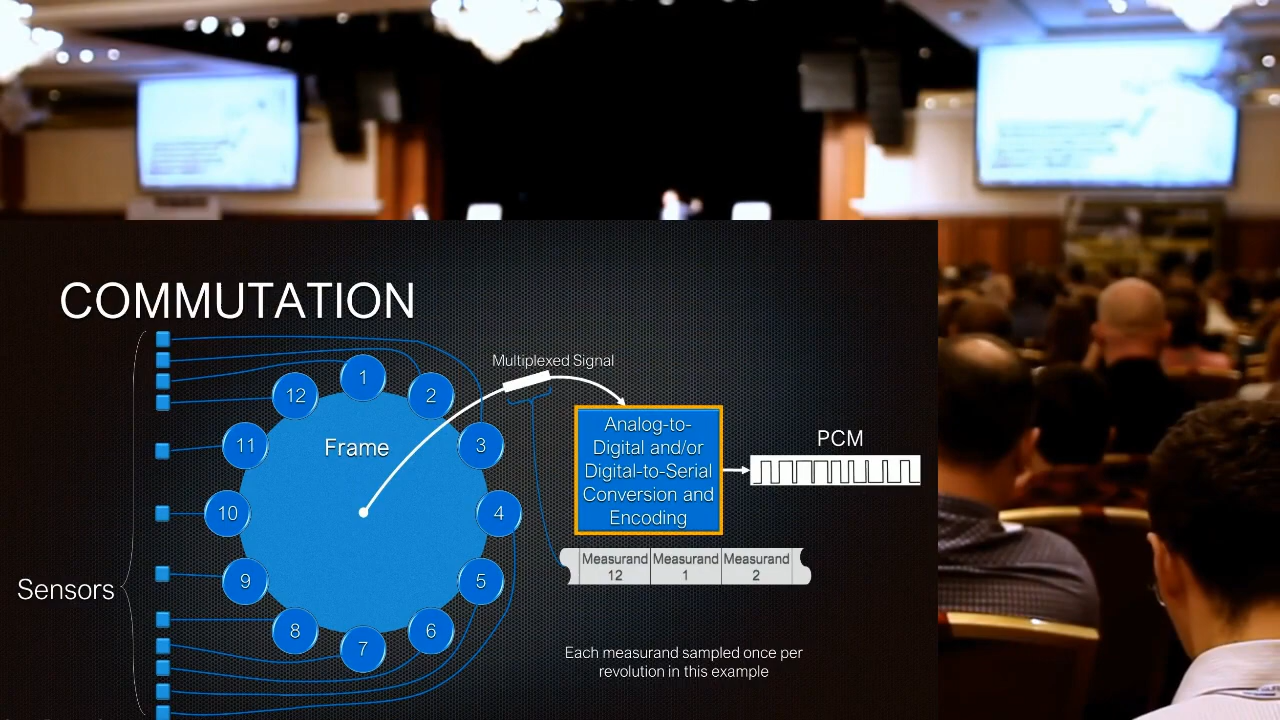 COMMUTATION
Multiplexed Signal
1
2
3
4
5
6
7
8
9
10
11
12
Frame
Sensors
Analog-to-
Digital and/or
Digital-to-Serial
Conversion and
Encoding
PCM
Measurand
12
Measurand
1
Measurand
2
Each measurand sampled once per
revolution in this example